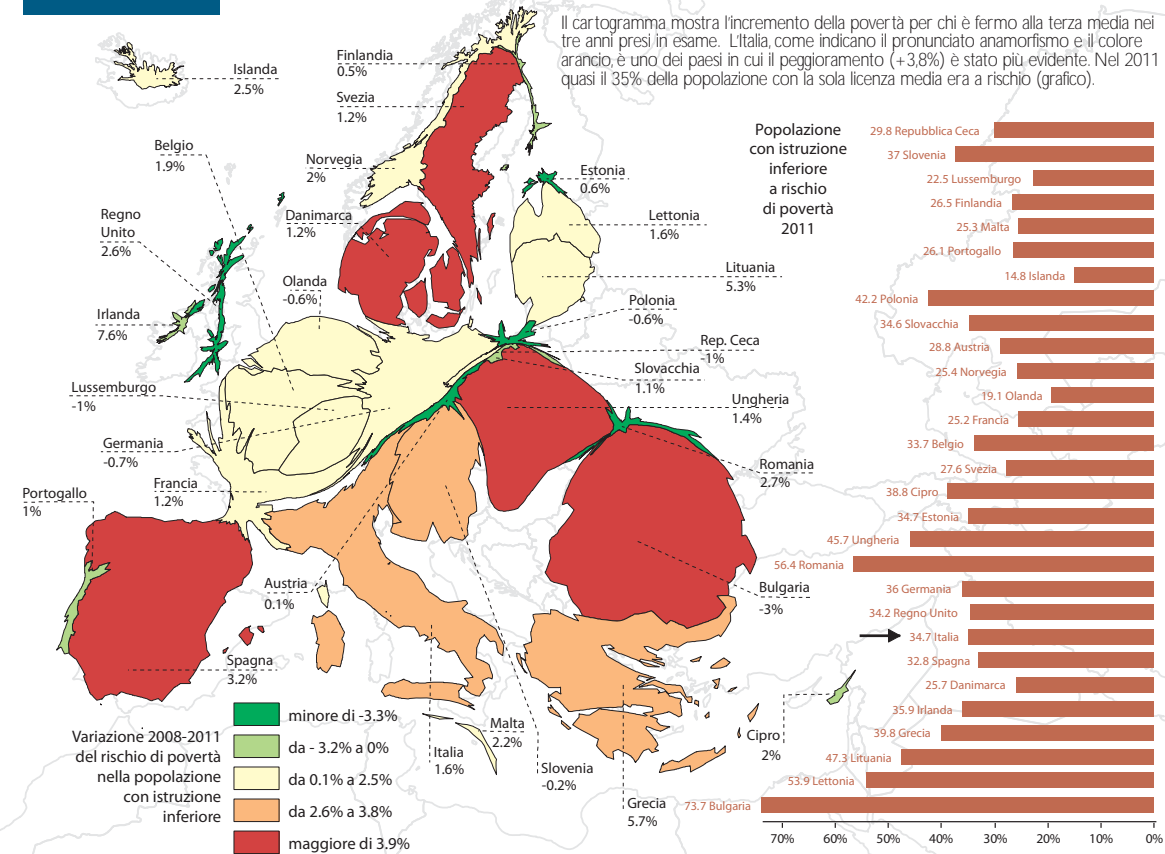 Il cartogramma mostra l'incremento della povertà per chi è fermo alla terza media nei
tre anni presi in esame. L'Italia, come indicano il pronunciato anamorfismo e il colore
arancio, è uno dei paesi in cui il peggioramento (+3,8%) è stato più evidente. Nel 2011
quasi il 35% della popolazione con la sola licenza media era a rischio (grafico).
Islanda
2.5%
Finlandia
0.5%
Svezia
1.2%
Belgio
1.9%
Norvegia
2%
Estonia
0.6%
Regno
Unito
2.6%
Danimarca
1.2%
Lettonia
1.6%
Olanda
-0.6%
Lituania
5.3%
Irlanda
7.6%
Polonia
-0.6%
Rep. Ceca
-1%
Slovacchia
1.1%
Lussemburgo
-1%
Ungheria
1.4%
Germania
-0.7%
Romania
2.7%
Portogallo
1%
Francia
1.2%
Austria
0.1%
Bulgaria
-3%
Spagna
3.2%
Malta
2.2%
Italia
1.6%
Slovenia
-0.2%
Cipro
2%
Grecia
5.7%
Variazione 2008-2011
del rischio di povertà
nella popolazione
con istruzione
inferiore
minore di -3.3%
da - 3.2% a 0%
da 0.1% a 2.5%
da 2.6% a 3.8%
maggiore di 3.9%
Popolazione
con istruzione
inferiore
a rischio
di povertà
2011
29.8 Repubblica Ceca
37 Slovenia
22.5 Lussemburgo
26.5 Finlandia
25.3 Malta
26.1 Portogallo
14.8 Islanda
42.2 Polonia
34.6 Slovacchia
28.8 Austria
25.4 Norvegia
19.1 Olanda
25.2 Francia
33.7 Belgio
27.6 Svezia
38.8 Cipro
34.7 Estonia
45.7 Ungheria
56.4 Romania
36 Germania
34.2 Regno Unito
34.7 Italia
32.8 Spagna
25.7 Danimarca
35.9 Irlanda
39.8 Grecia
47.3 Lituania
53.9 Lettonia
73.7 Bulgaria
70% 60% 50% 40% 30% 20% 10% 0%